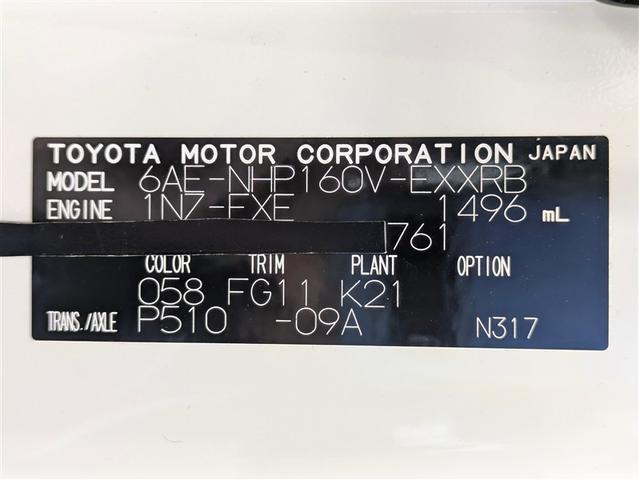 TOYOTA MOTOR CORPORATION JAPAN
MODEL 6AE-NHP160V-EXXRB
ENGINE 1NZ-FXE 1496 mL
761
COLOR TRIM PLANT OPTION
058 FG11 K21
TRANS./AXLE P510 -09A N317